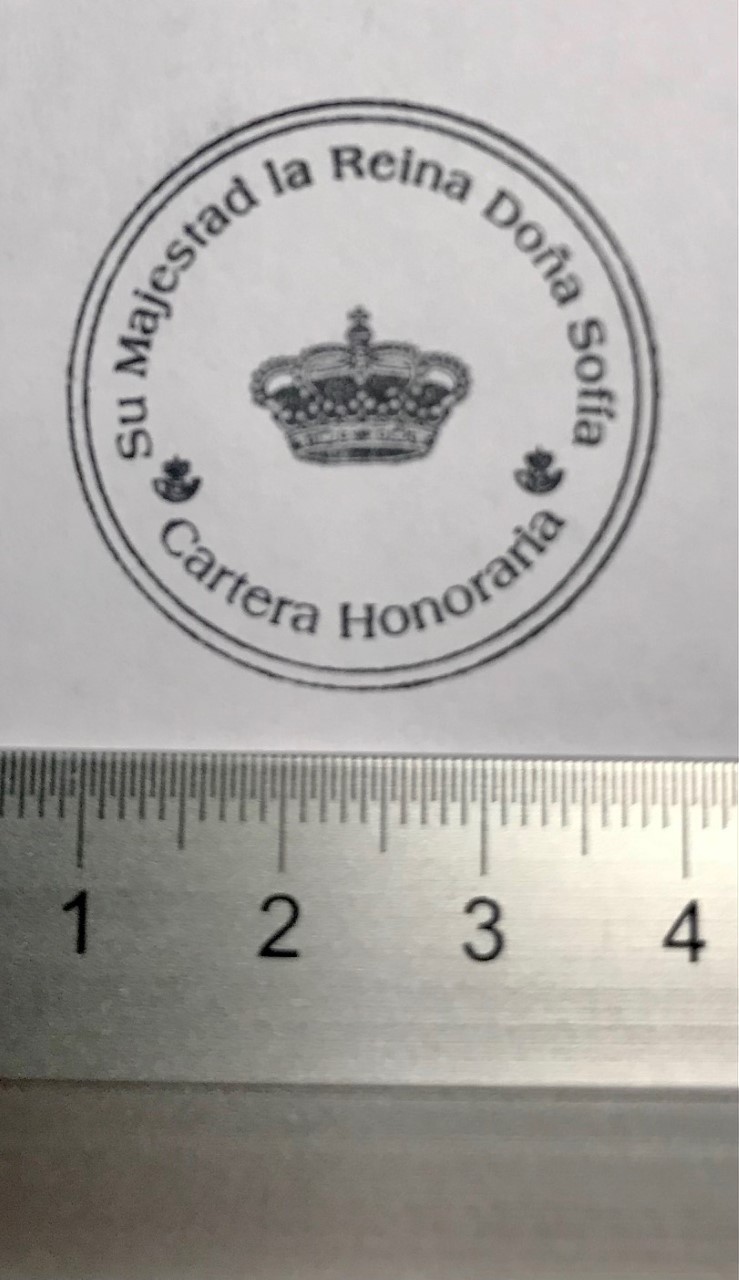 Su Majestad la Reina Doña Sofía
Cartera Honoraria
1 2 3 4